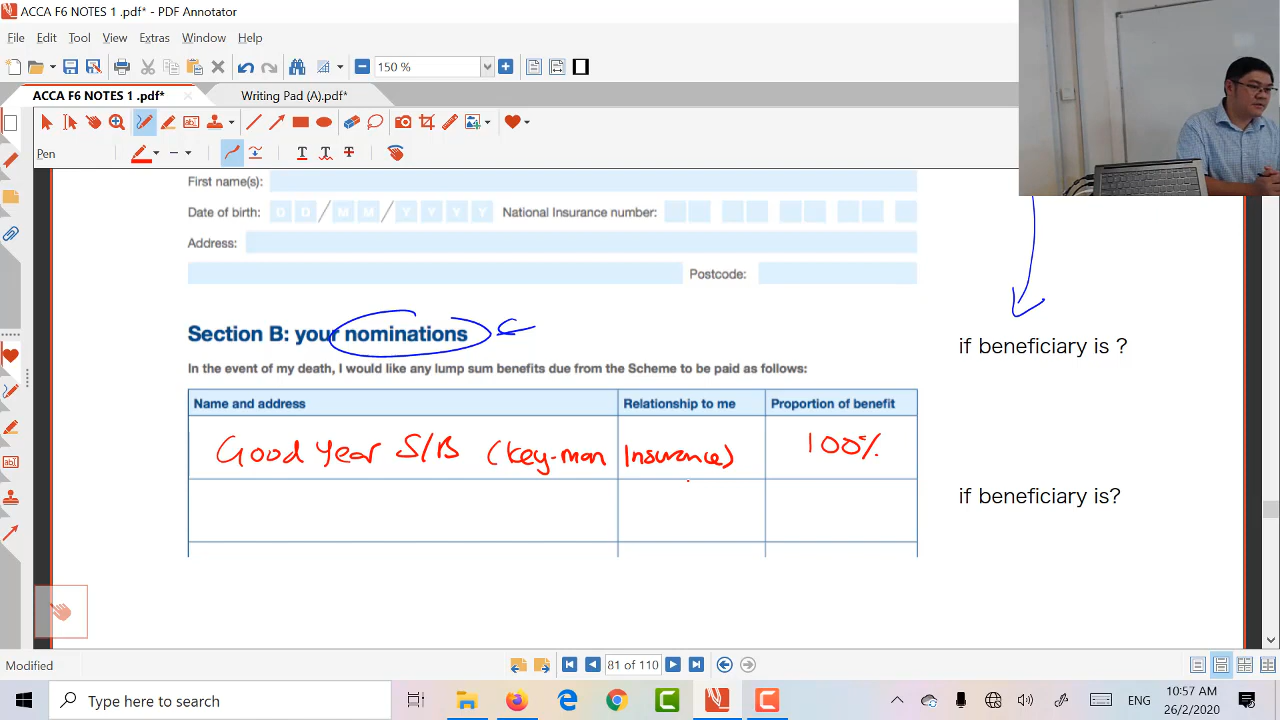 ACCA F6 NOTES 1 .pdf* - PDF Annotator
File Edit Tool View Extras Window Help
150 %
ACCA F6 NOTES 1 .pdf* Writing Pad (A).pdf*
Pen
First name(s):
Date of birth: D D / M M / Y Y Y Y National Insurance number:
Address:
Postcode:
Section B: your nominations
In the event of my death, I would like any lump sum benefits due from the Scheme to be paid as follows:
if beneficiary is ?
Name and address Relationship to me Proportion of benefit
Good Year S/B (Key-man Insurance) 100%
if beneficiary is?
Modified 81 of 110
Type here to search
ENG 10:57 AM
26/2/2020